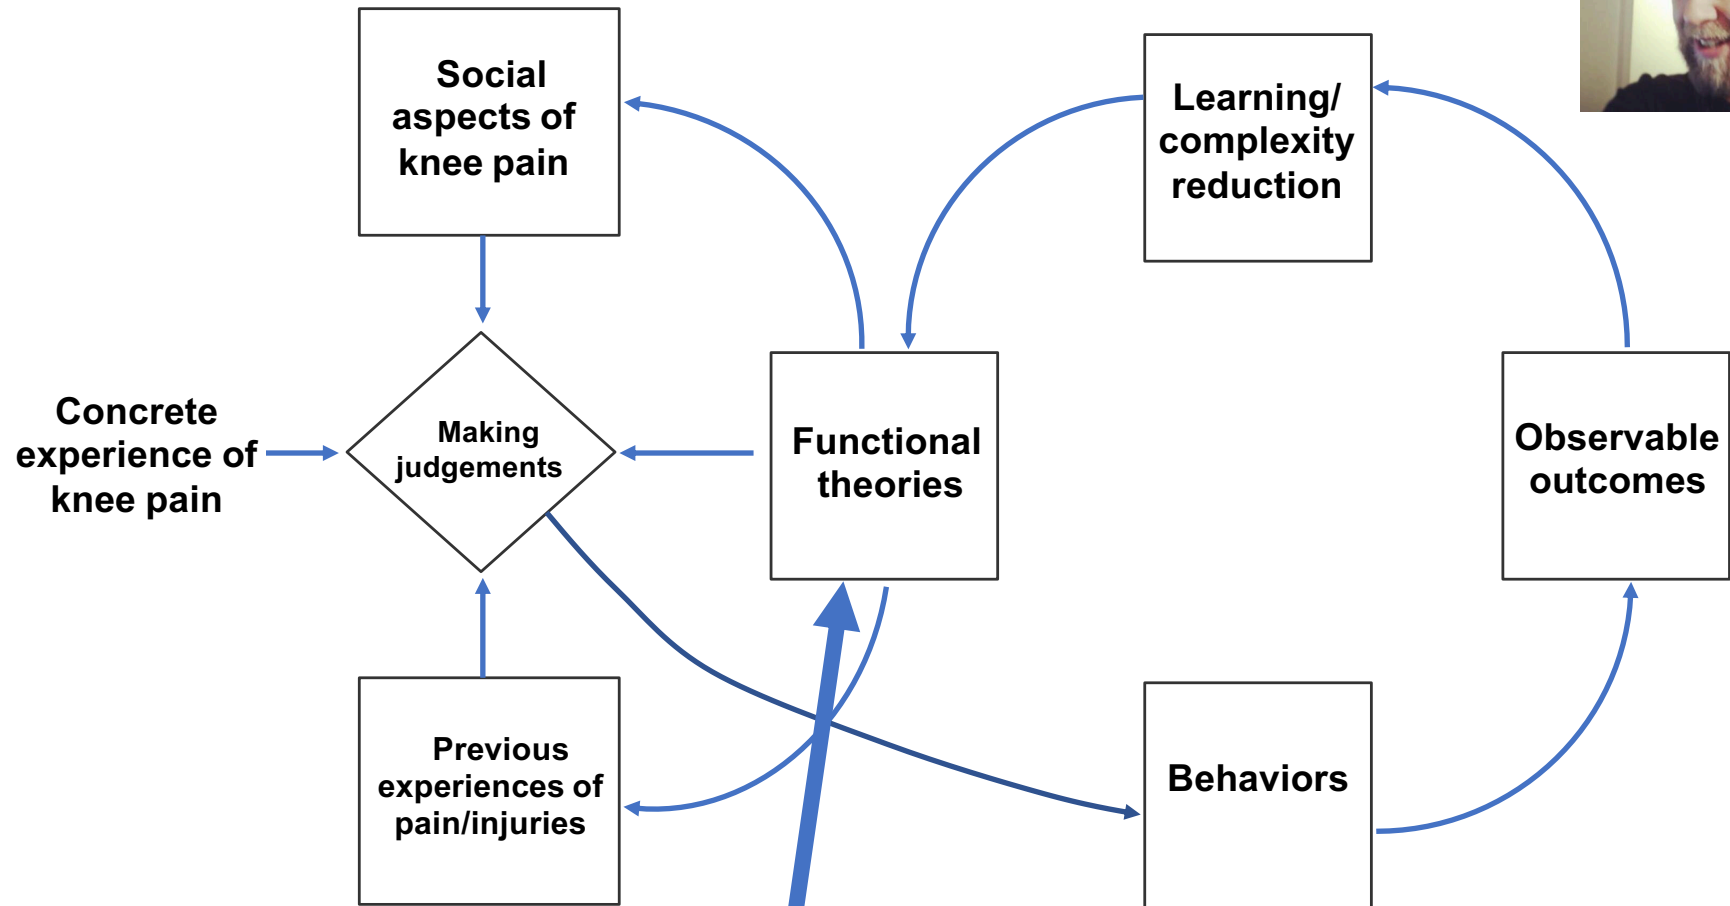 Social
aspects of
knee pain
Learning/
complexity
reduction
Concrete
experience of
knee pain
Making
judgements
Functional
theories
Observable
outcomes
Previous
experiences of
pain/injuries
Behaviors